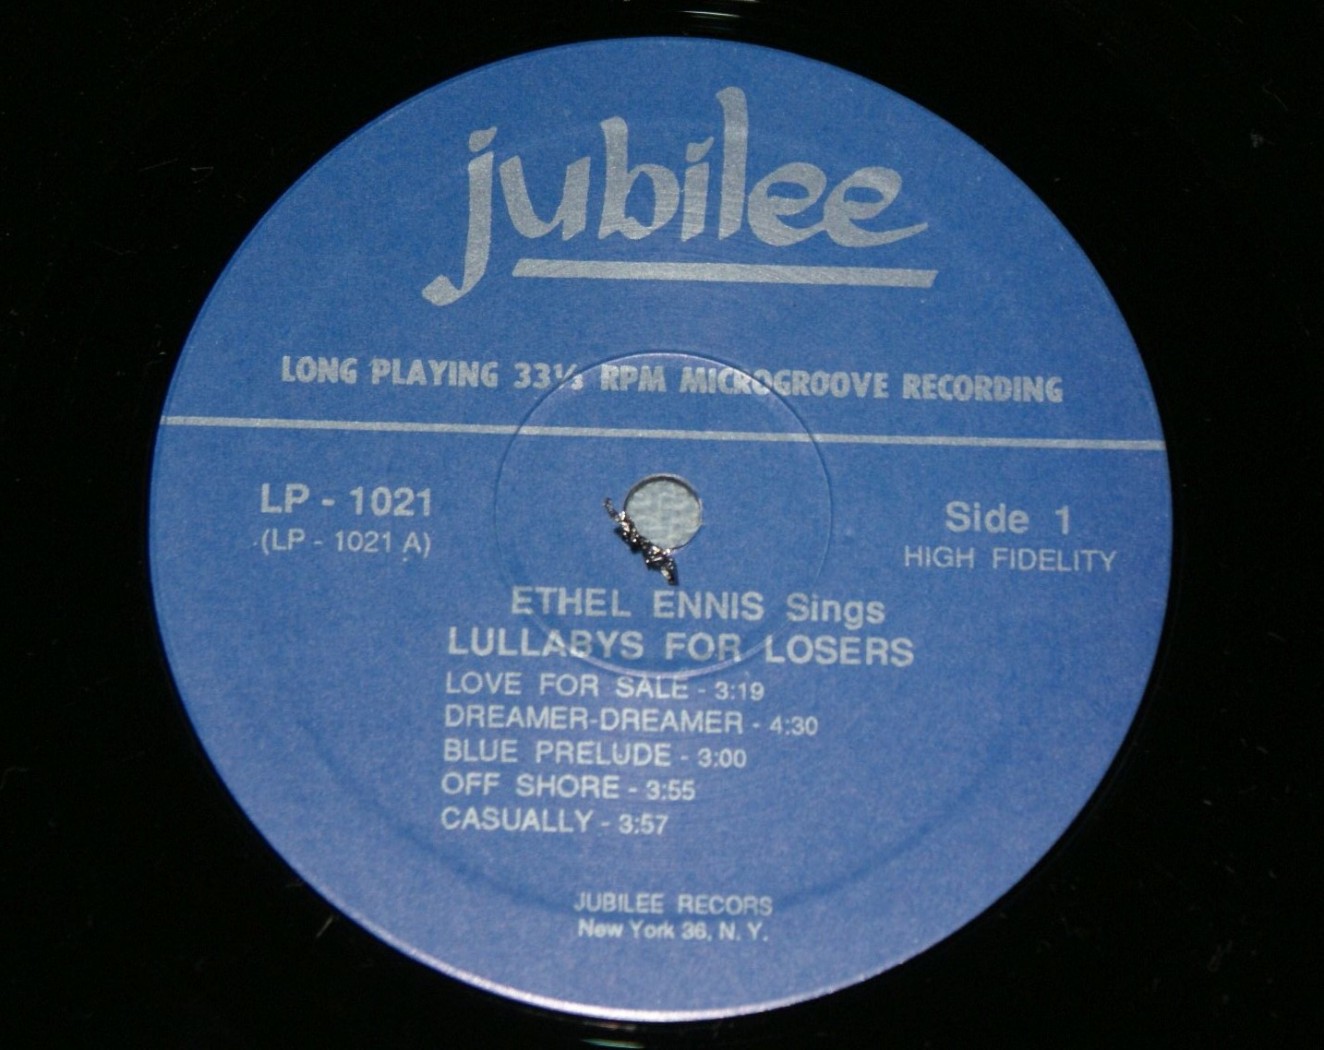 jubilee
LONG PLAYING 33⅓ RPM MICROGROOVE RECORDING
LP - 1021
(LP - 1021 A)
Side 1
HIGH FIDELITY
ETHEL ENNIS Sings
LULLABYS FOR LOSERS
LOVE FOR SALE - 3:19
DREAMER-DREAMER - 4:30
BLUE PRELUDE - 3:00
OFF SHORE - 3:55
CASUALLY - 3:57
JUBILEE RECORS
New York 36, N. Y.